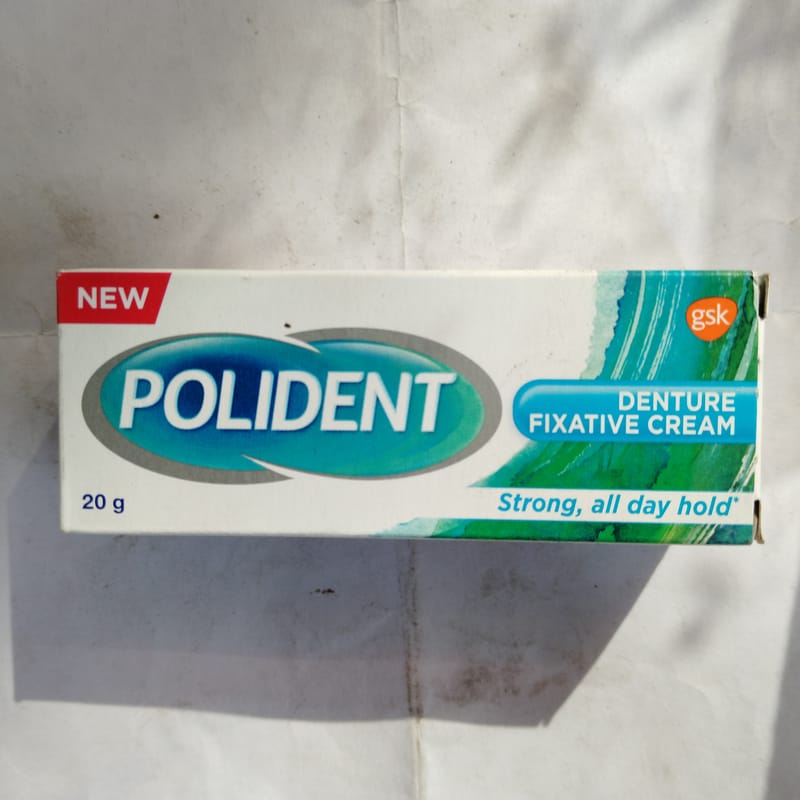 NEW
gsk
POLIDENT
DENTURE
FIXATIVE CREAM
20 g
Strong, all day hold*